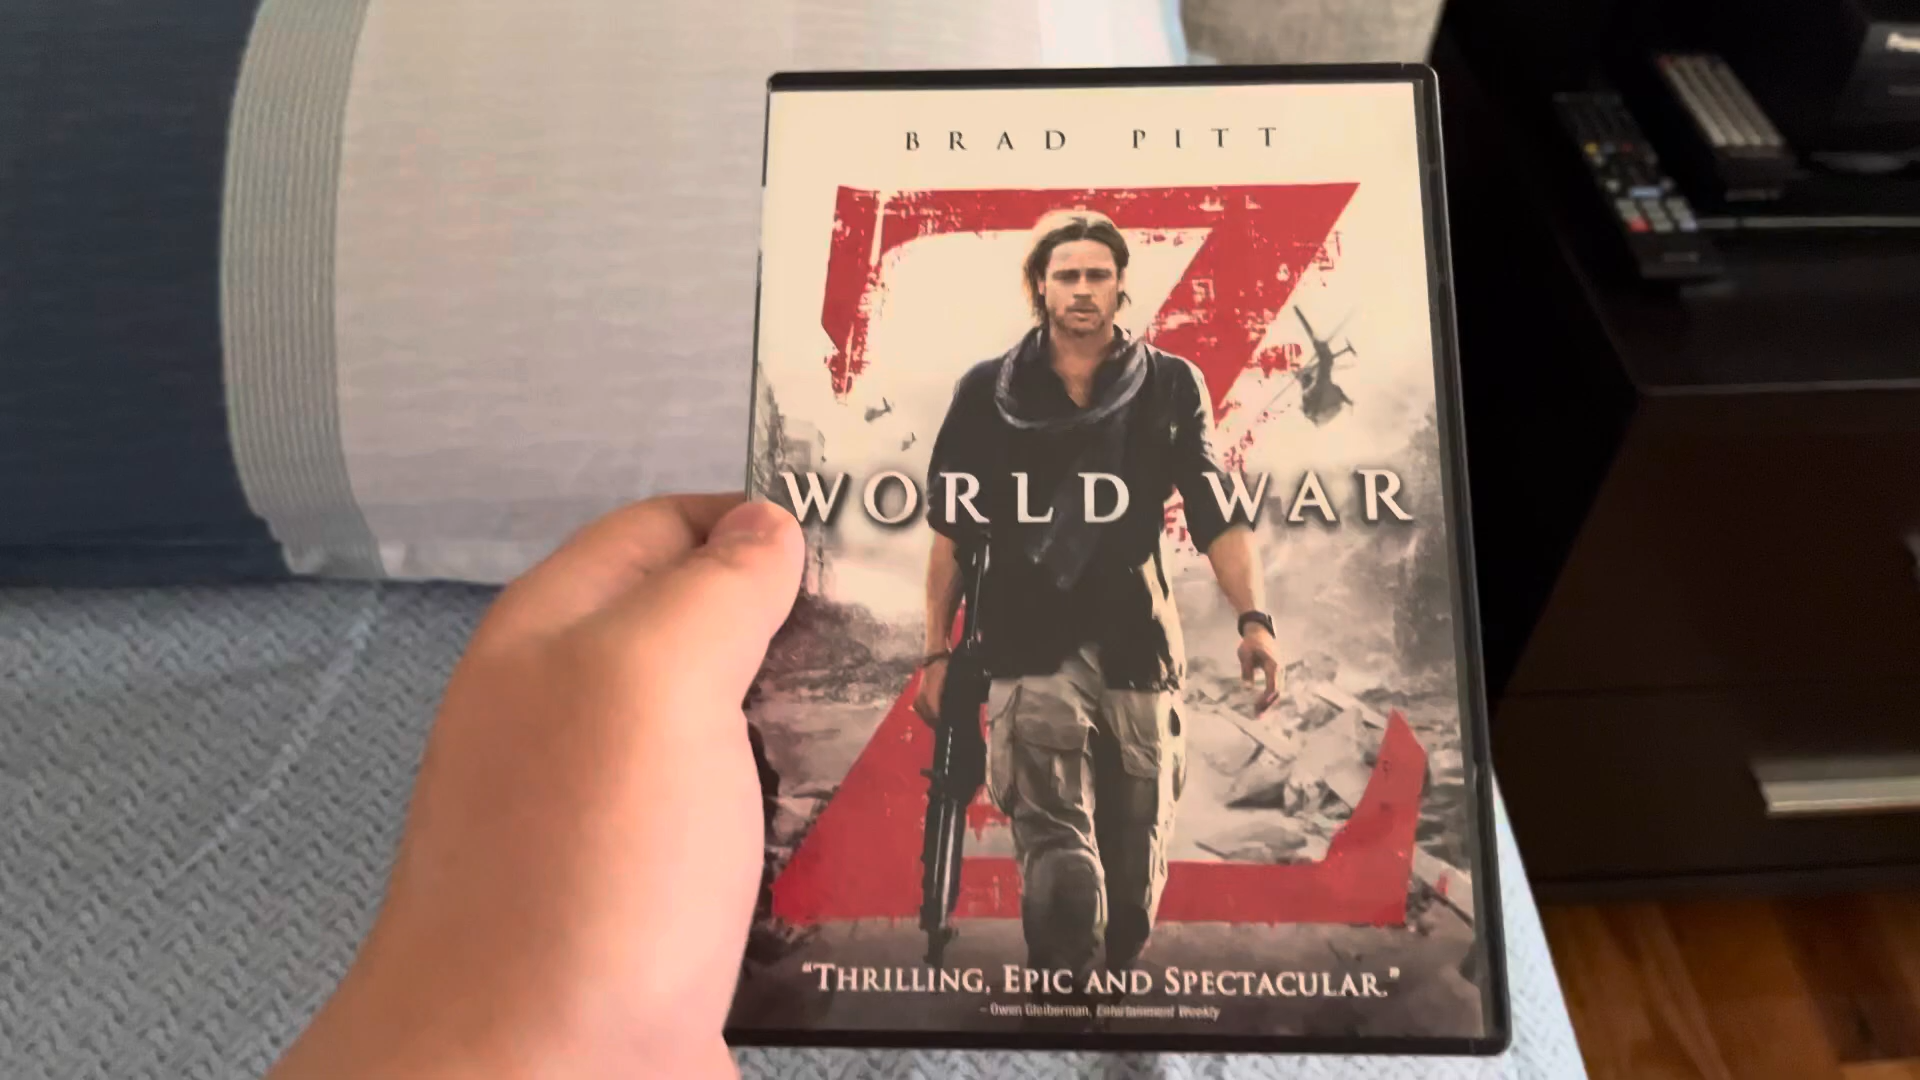 BRAD PITT
Z
WORLD WAR
“THRILLING, EPIC AND SPECTACULAR.”
– Owen Gleiberman, Entertainment Weekly